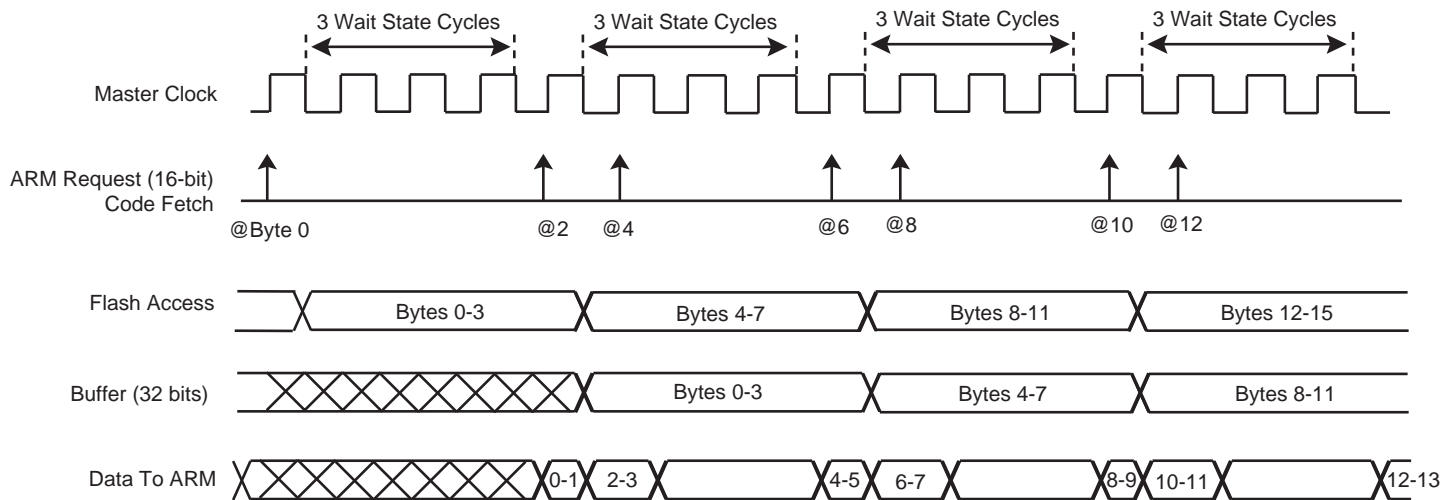 3 Wait State Cycles
3 Wait State Cycles
3 Wait State Cycles
3 Wait State Cycles
Master Clock
ARM Request (16-bit)
Code Fetch
@Byte 0
@2
@4
@6
@8
@10
@12
Flash Access
Bytes 0-3
Bytes 4-7
Bytes 8-11
Bytes 12-15
Buffer (32 bits)
Bytes 0-3
Bytes 4-7
Bytes 8-11
Data To ARM
0-1
2-3
4-5
6-7
8-9
10-11
12-13